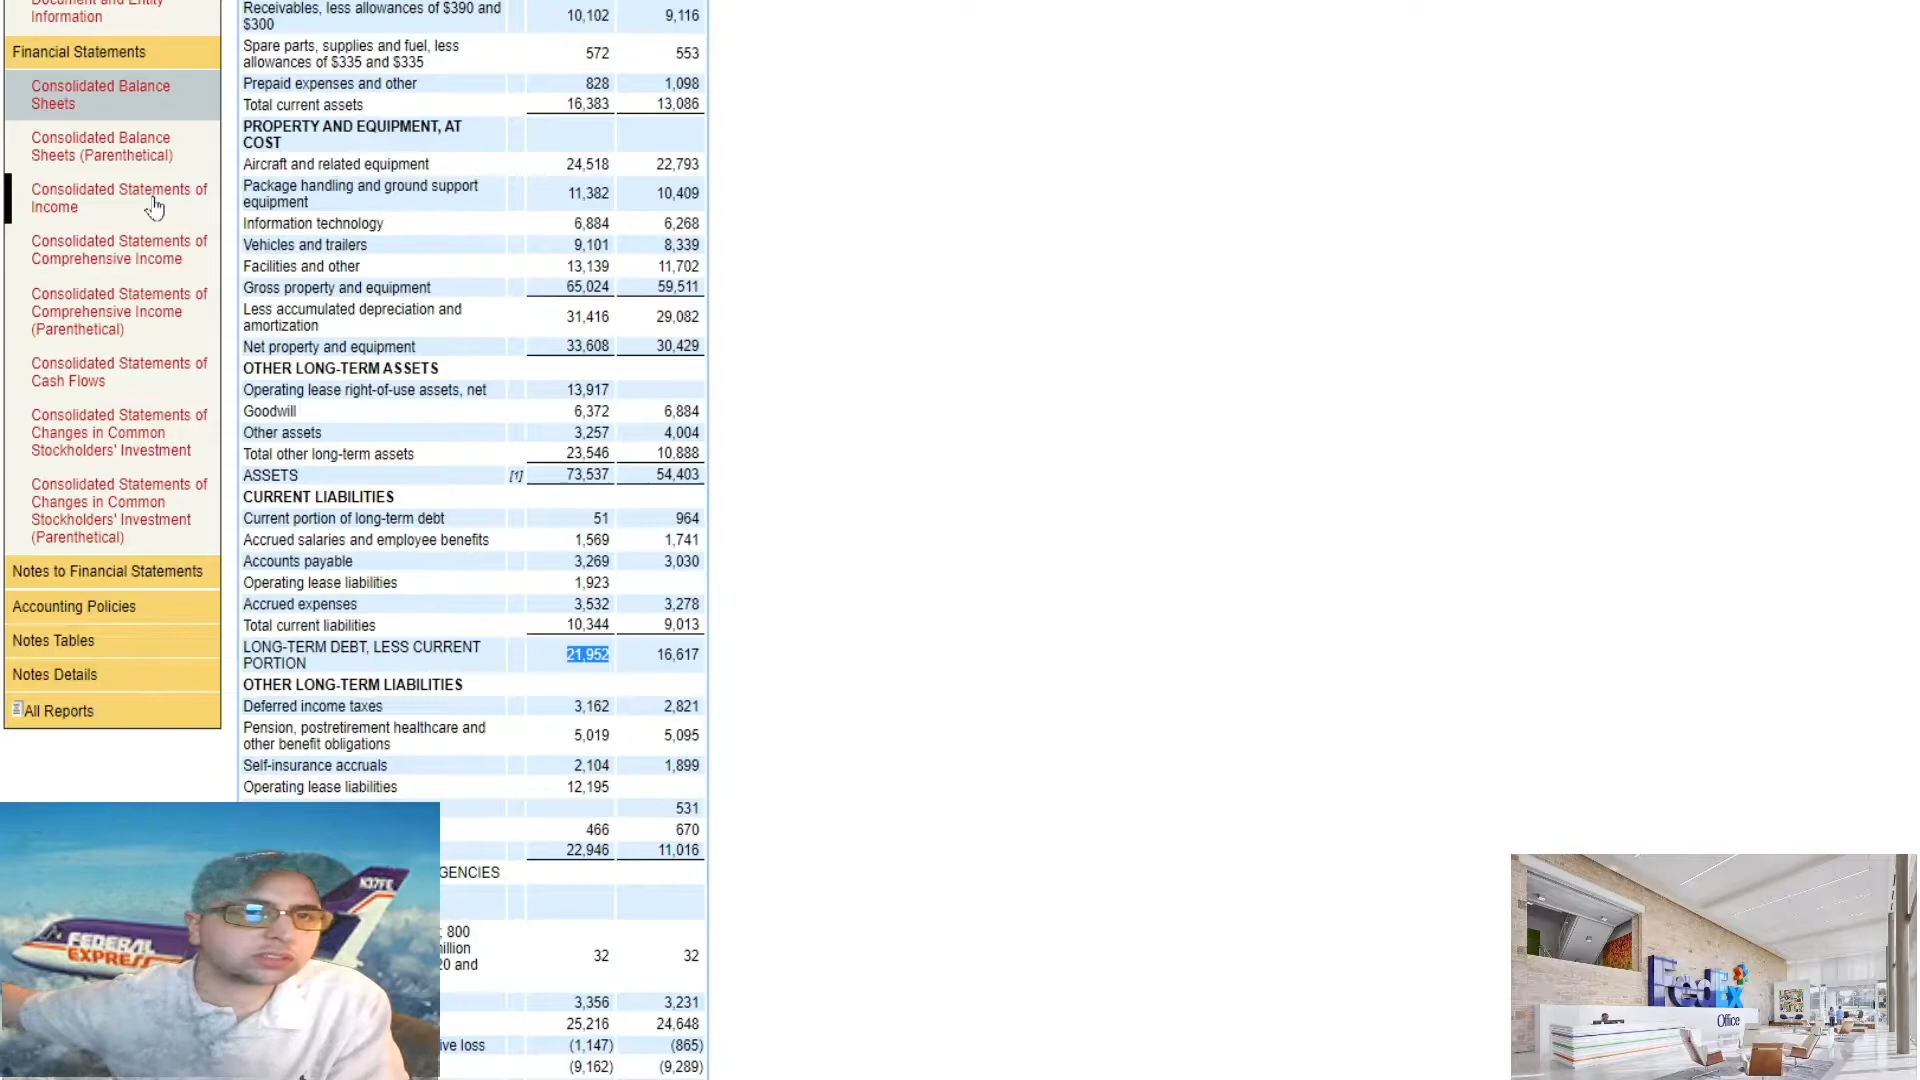 Document and Entity
Information
Financial Statements
Consolidated Balance
Sheets
Consolidated Balance
Sheets (Parenthetical)
Consolidated Statements of
Income
Consolidated Statements of
Comprehensive Income
Consolidated Statements of
Comprehensive Income
(Parenthetical)
Consolidated Statements of
Cash Flows
Consolidated Statements of
Changes in Common
Stockholders' Investment
Consolidated Statements of
Changes in Common
Stockholders' Investment
(Parenthetical)
Notes to Financial Statements
Accounting Policies
Notes Tables
Notes Details
All Reports
Receivables, less allowances of $390 and
$300 10,102 9,116
Spare parts, supplies and fuel, less
allowances of $335 and $335 572 553
Prepaid expenses and other 828 1,098
Total current assets 16,383 13,086
PROPERTY AND EQUIPMENT, AT
COST
Aircraft and related equipment 24,518 22,793
Package handling and ground support
equipment 11,382 10,409
Information technology 6,884 6,268
Vehicles and trailers 9,101 8,339
Facilities and other 13,139 11,702
Gross property and equipment 65,024 59,511
Less accumulated depreciation and
amortization 31,416 29,082
Net property and equipment 33,608 30,429
OTHER LONG-TERM ASSETS
Operating lease right-of-use assets, net 13,917
Goodwill 6,372 6,884
Other assets 3,257 4,004
Total other long-term assets 23,546 10,888
ASSETS [1] 73,537 54,403
CURRENT LIABILITIES
Current portion of long-term debt 51 964
Accrued salaries and employee benefits 1,569 1,741
Accounts payable 3,269 3,030
Operating lease liabilities 1,923
Accrued expenses 3,532 3,278
Total current liabilities 10,344 9,013
LONG-TERM DEBT, LESS CURRENT
PORTION 21,952 16,617
OTHER LONG-TERM LIABILITIES
Deferred income taxes 3,162 2,821
Pension, postretirement healthcare and
other benefit obligations 5,019 5,095
Self-insurance accruals 2,104 1,899
Operating lease liabilities 12,195
531
466 670
22,946 11,016
GENCIES
; 800
illion
20 and 32 32
3,356 3,231
25,216 24,648
ive loss (1,147) (865)
(9,162) (9,289)
FEDERAL
EXPRESS
N37FE
FedEx
Office